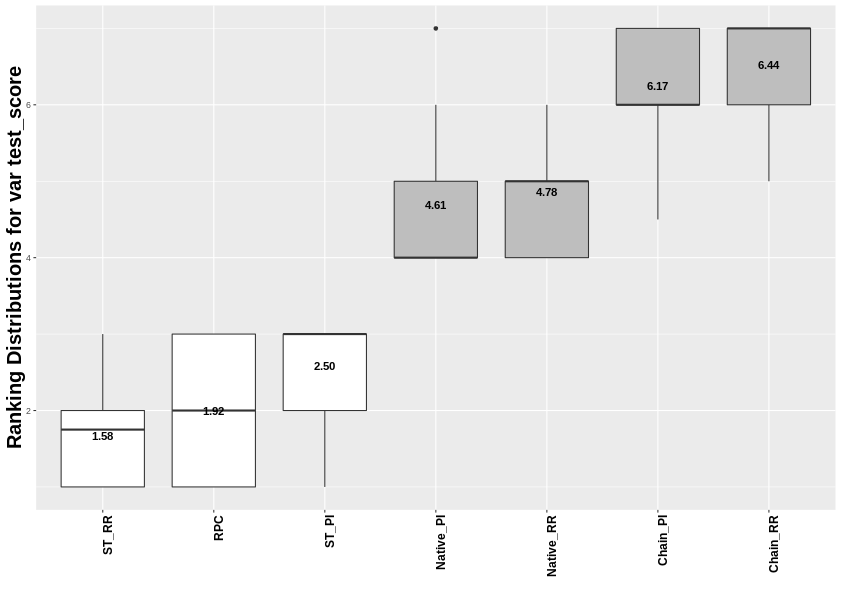 Ranking Distributions for var test_score
6
4
2
1.58
1.92
2.50
4.61
4.78
6.17
6.44
ST_RR
RPC
ST_PI
Native_PI
Native_RR
Chain_PI
Chain_RR